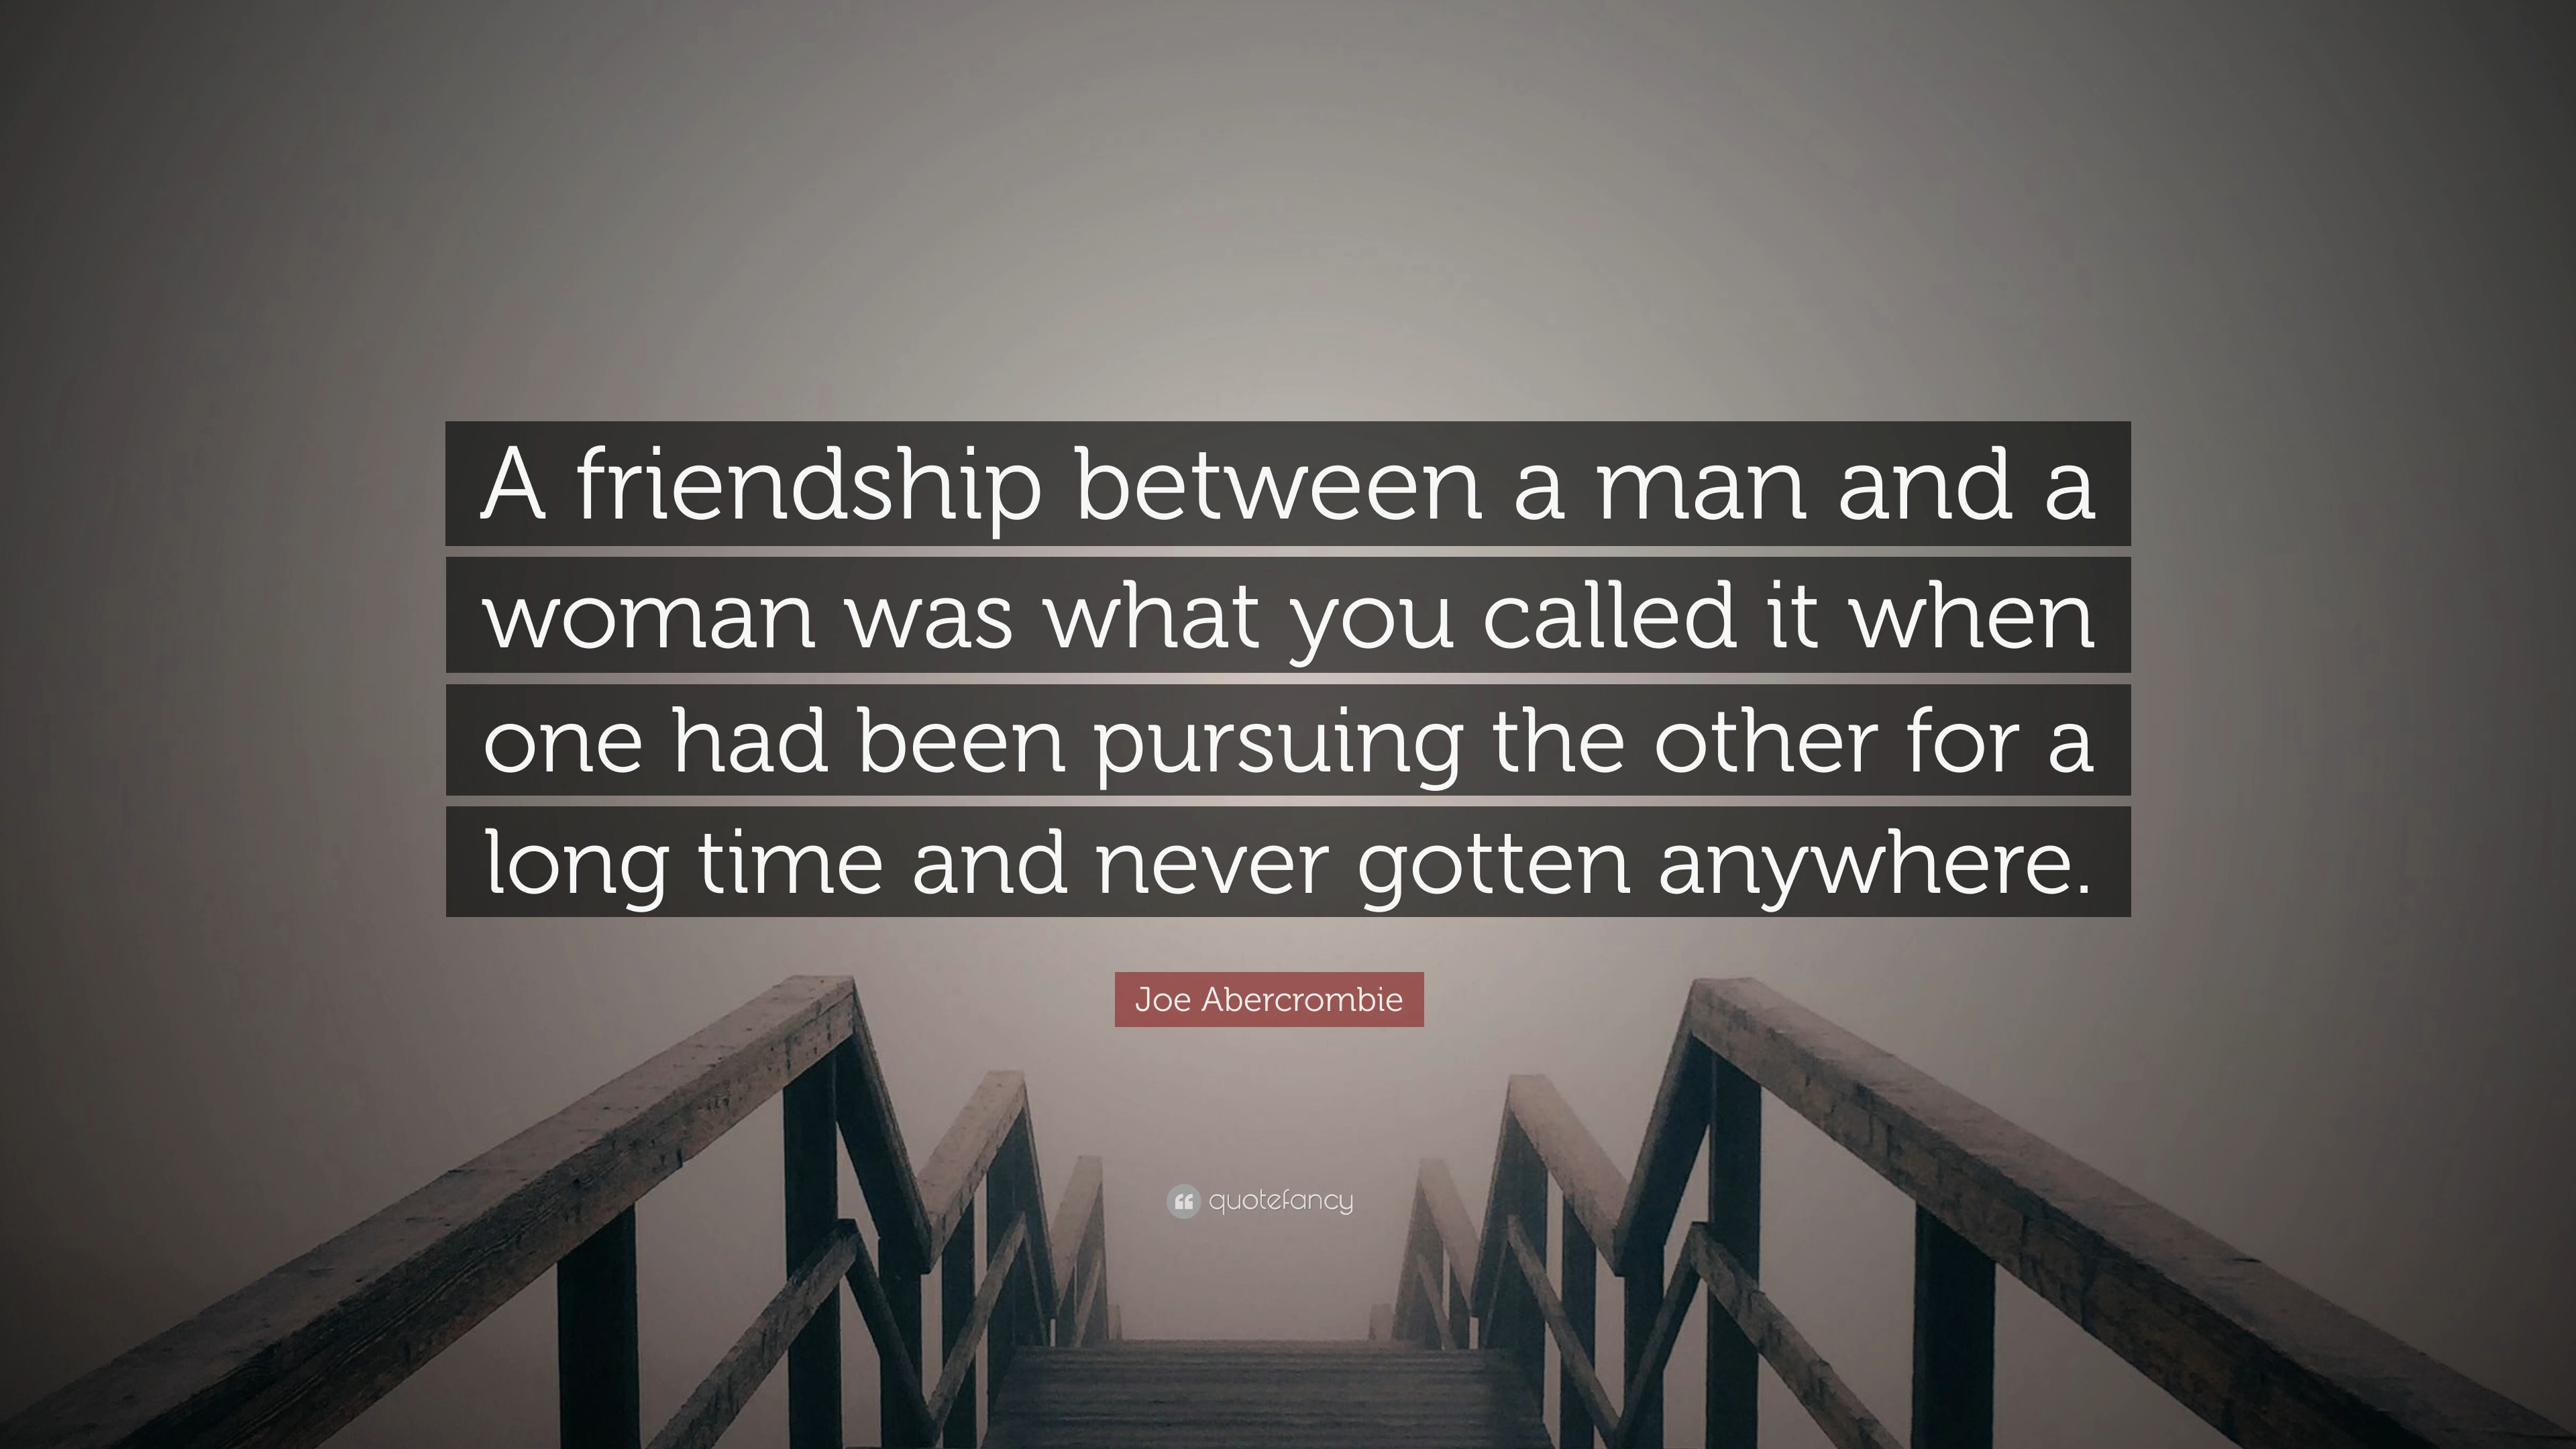 A friendship between a man and a
woman was what you called it when
one had been pursuing the other for a
long time and never gotten anywhere.
Joe Abercrombie
quotefancy